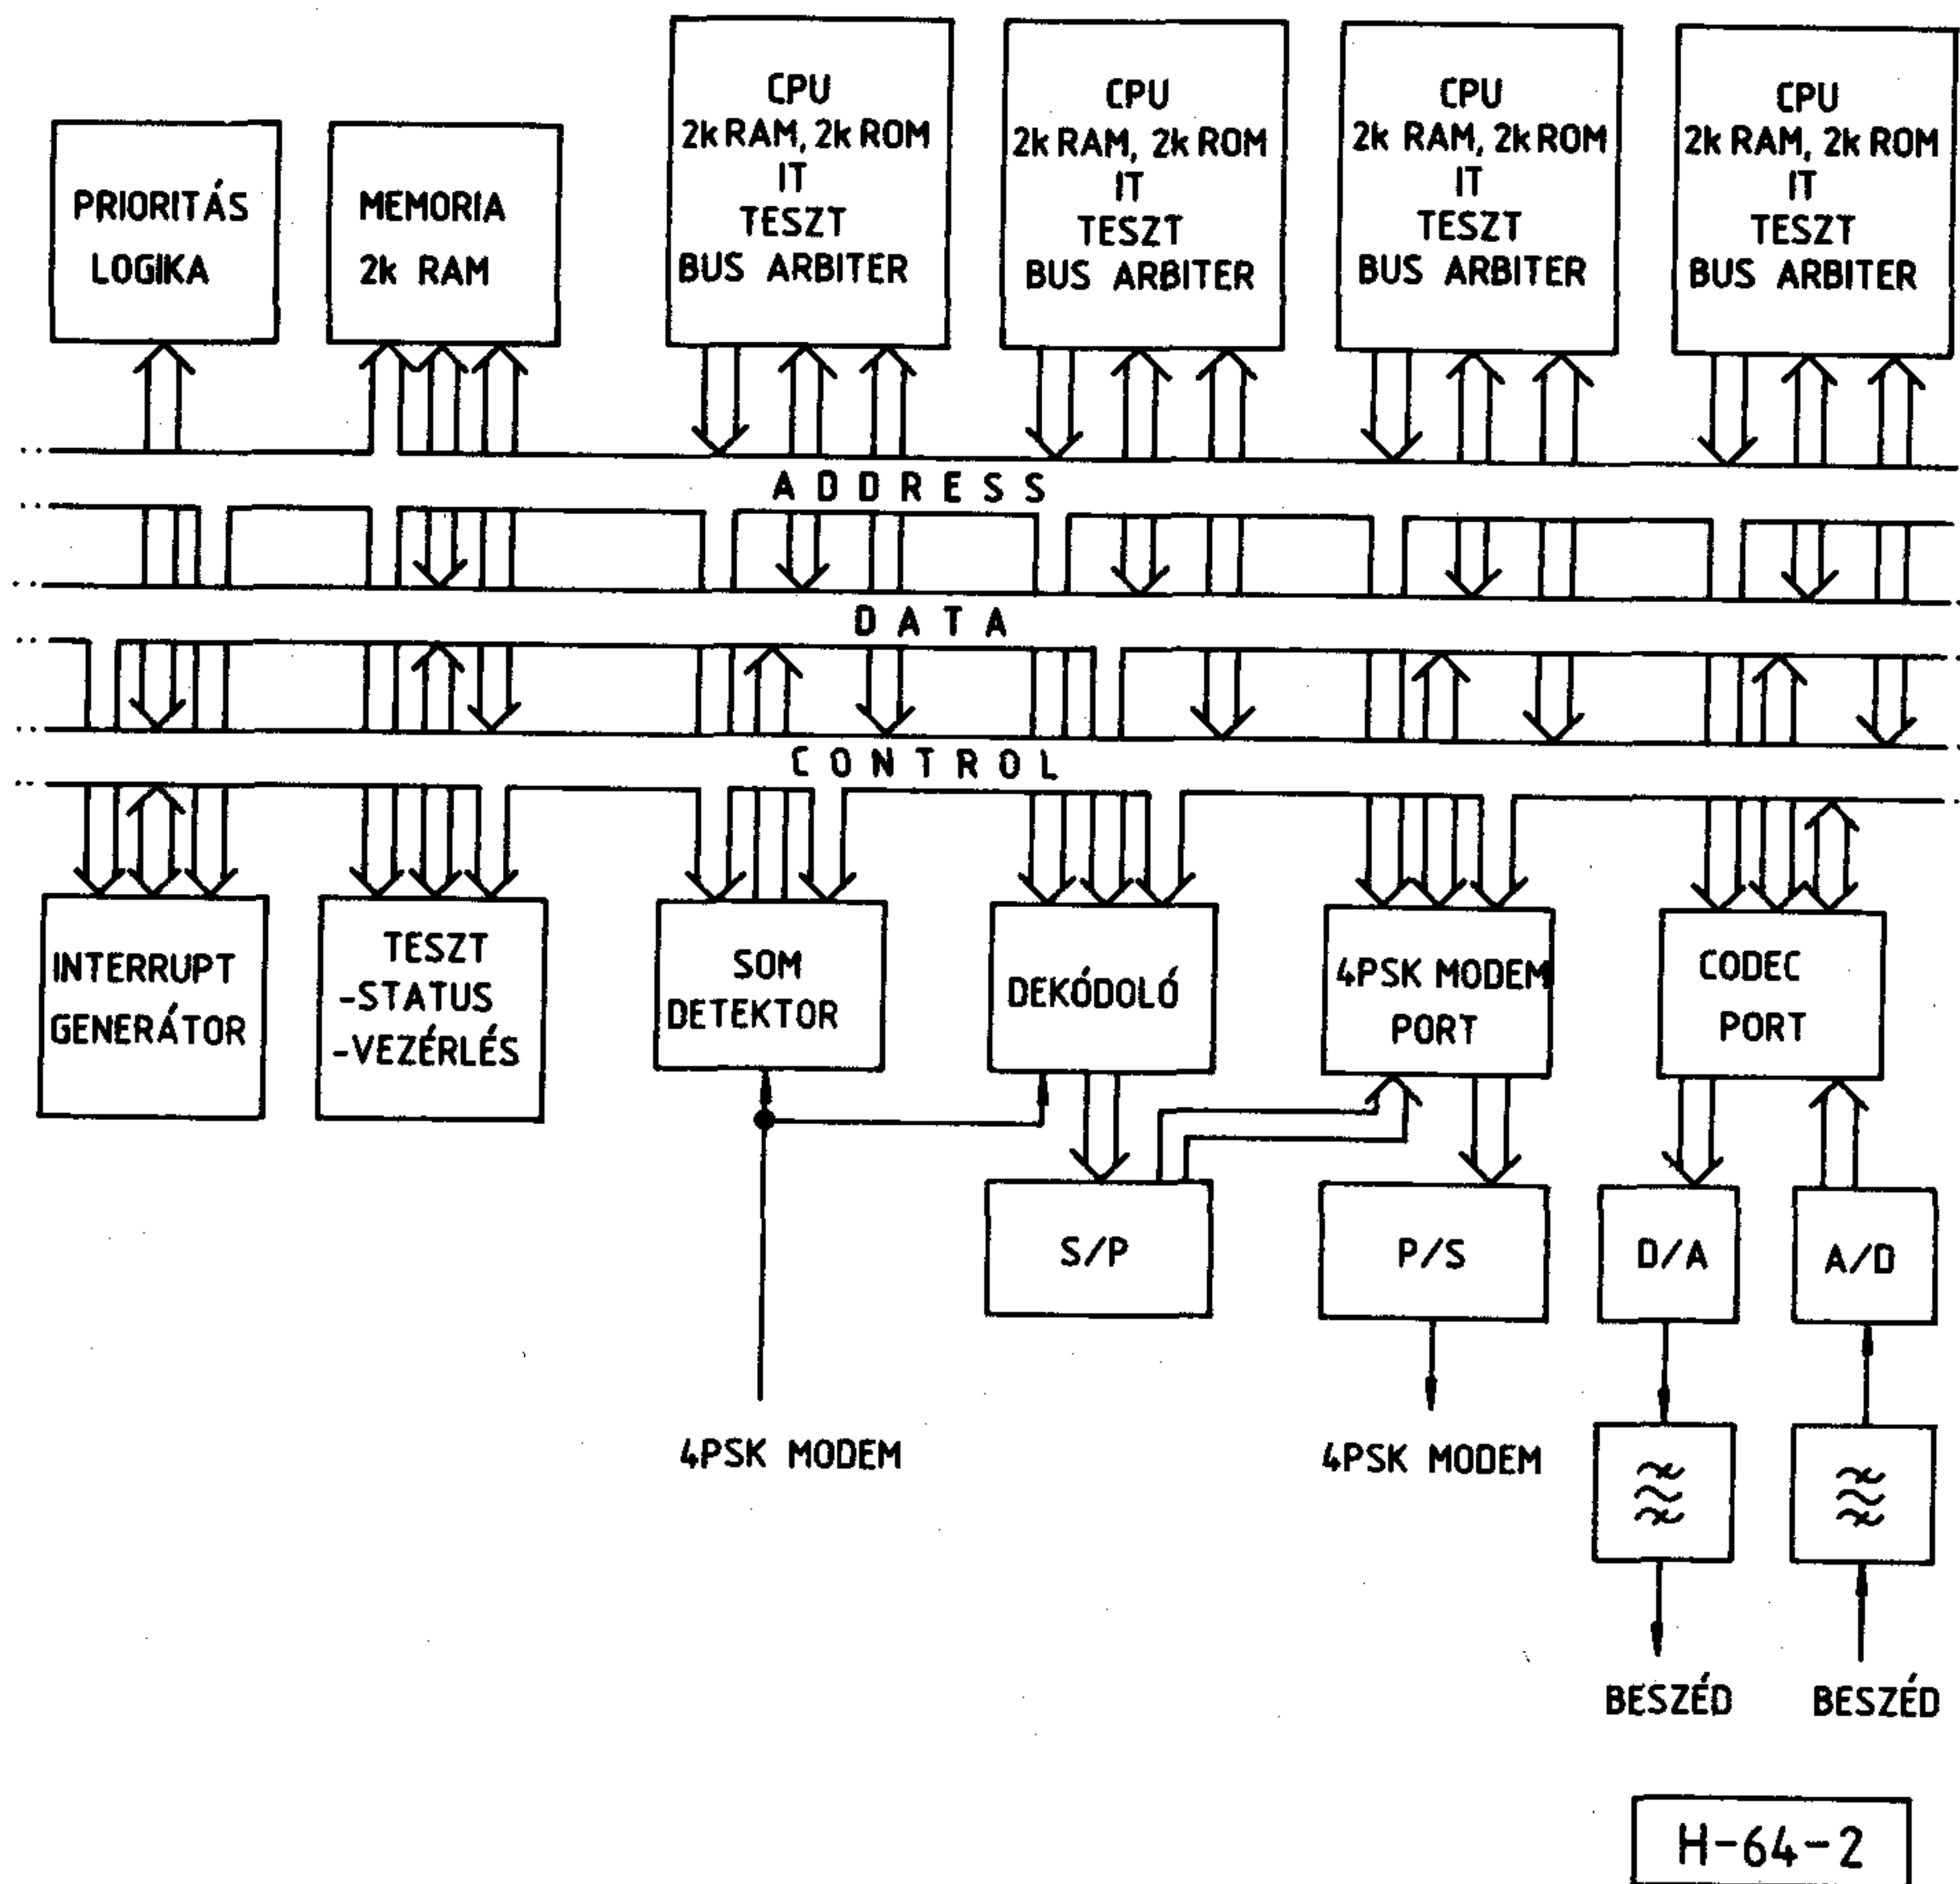 PRIORITÁS
LOGIKA
MEMORIA
2k RAM
CPU
2k RAM, 2k ROM
IT
TESZT
BUS ARBITER
CPU
2k RAM, 2k ROM
IT
TESZT
BUS ARBITER
CPU
2k RAM, 2k ROM
IT
TESZT
BUS ARBITER
CPU
2k RAM, 2k ROM
IT
TESZT
BUS ARBITER
ADDRESS
DATA
CONTROL
INTERRUPT
GENERÁTOR
TESZT
-STATUS
-VEZÉRLÉS
SOM
DETEKTOR
DEKÓDOLÓ
4PSK MODEM
PORT
CODEC
PORT
S/P
P/S
D/A
A/D
4PSK MODEM
4PSK MODEM
BESZÉD
BESZÉD
H-64-2